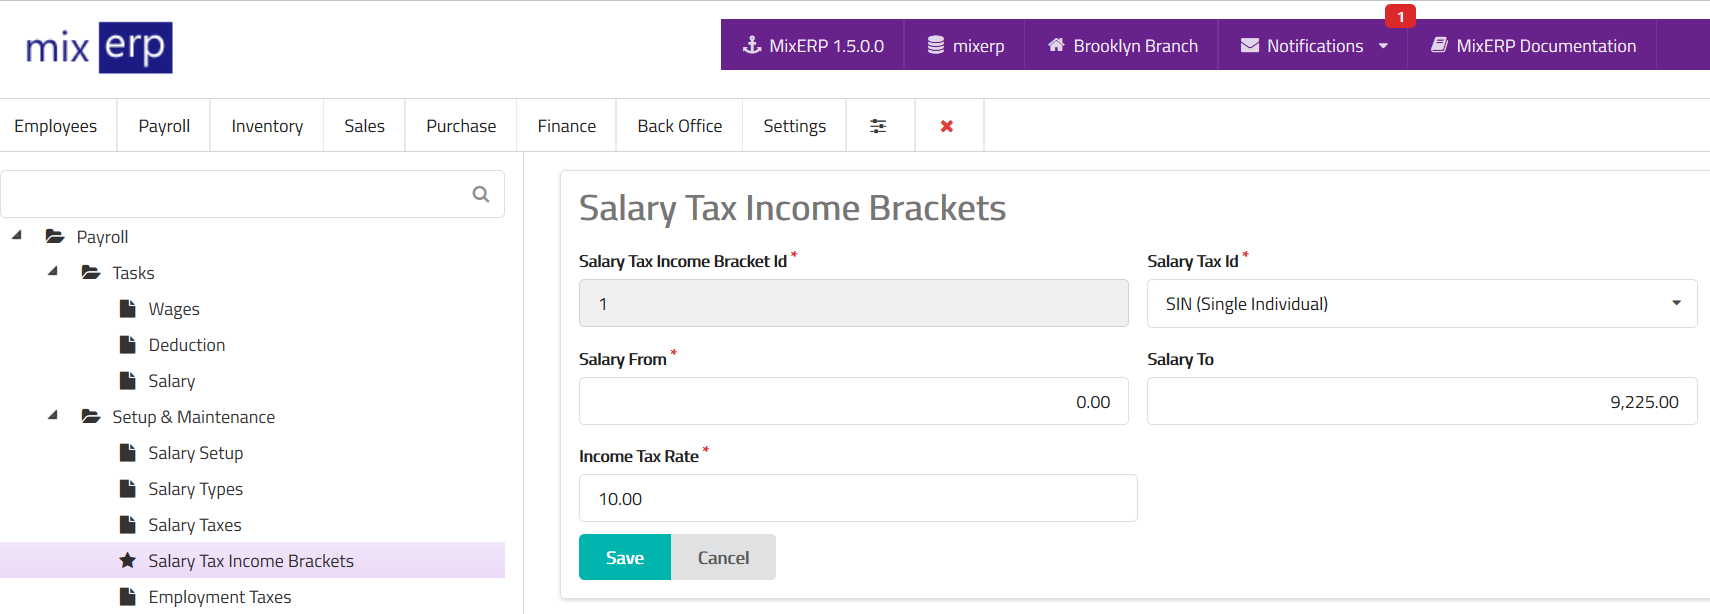 mix erp
1
MixERP 1.5.0.0 mixerp Brooklyn Branch Notifications MixERP Documentation
Employees Payroll Inventory Sales Purchase Finance Back Office Settings
Payroll
Tasks
Wages
Deduction
Salary
Setup & Maintenance
Salary Setup
Salary Types
Salary Taxes
Salary Tax Income Brackets
Employment Taxes
Salary Tax Income Brackets
Salary Tax Income Bracket Id * Salary Tax Id *
1 SIN (Single Individual)
Salary From * Salary To
0.00 9,225.00
Income Tax Rate *
10.00
Save Cancel